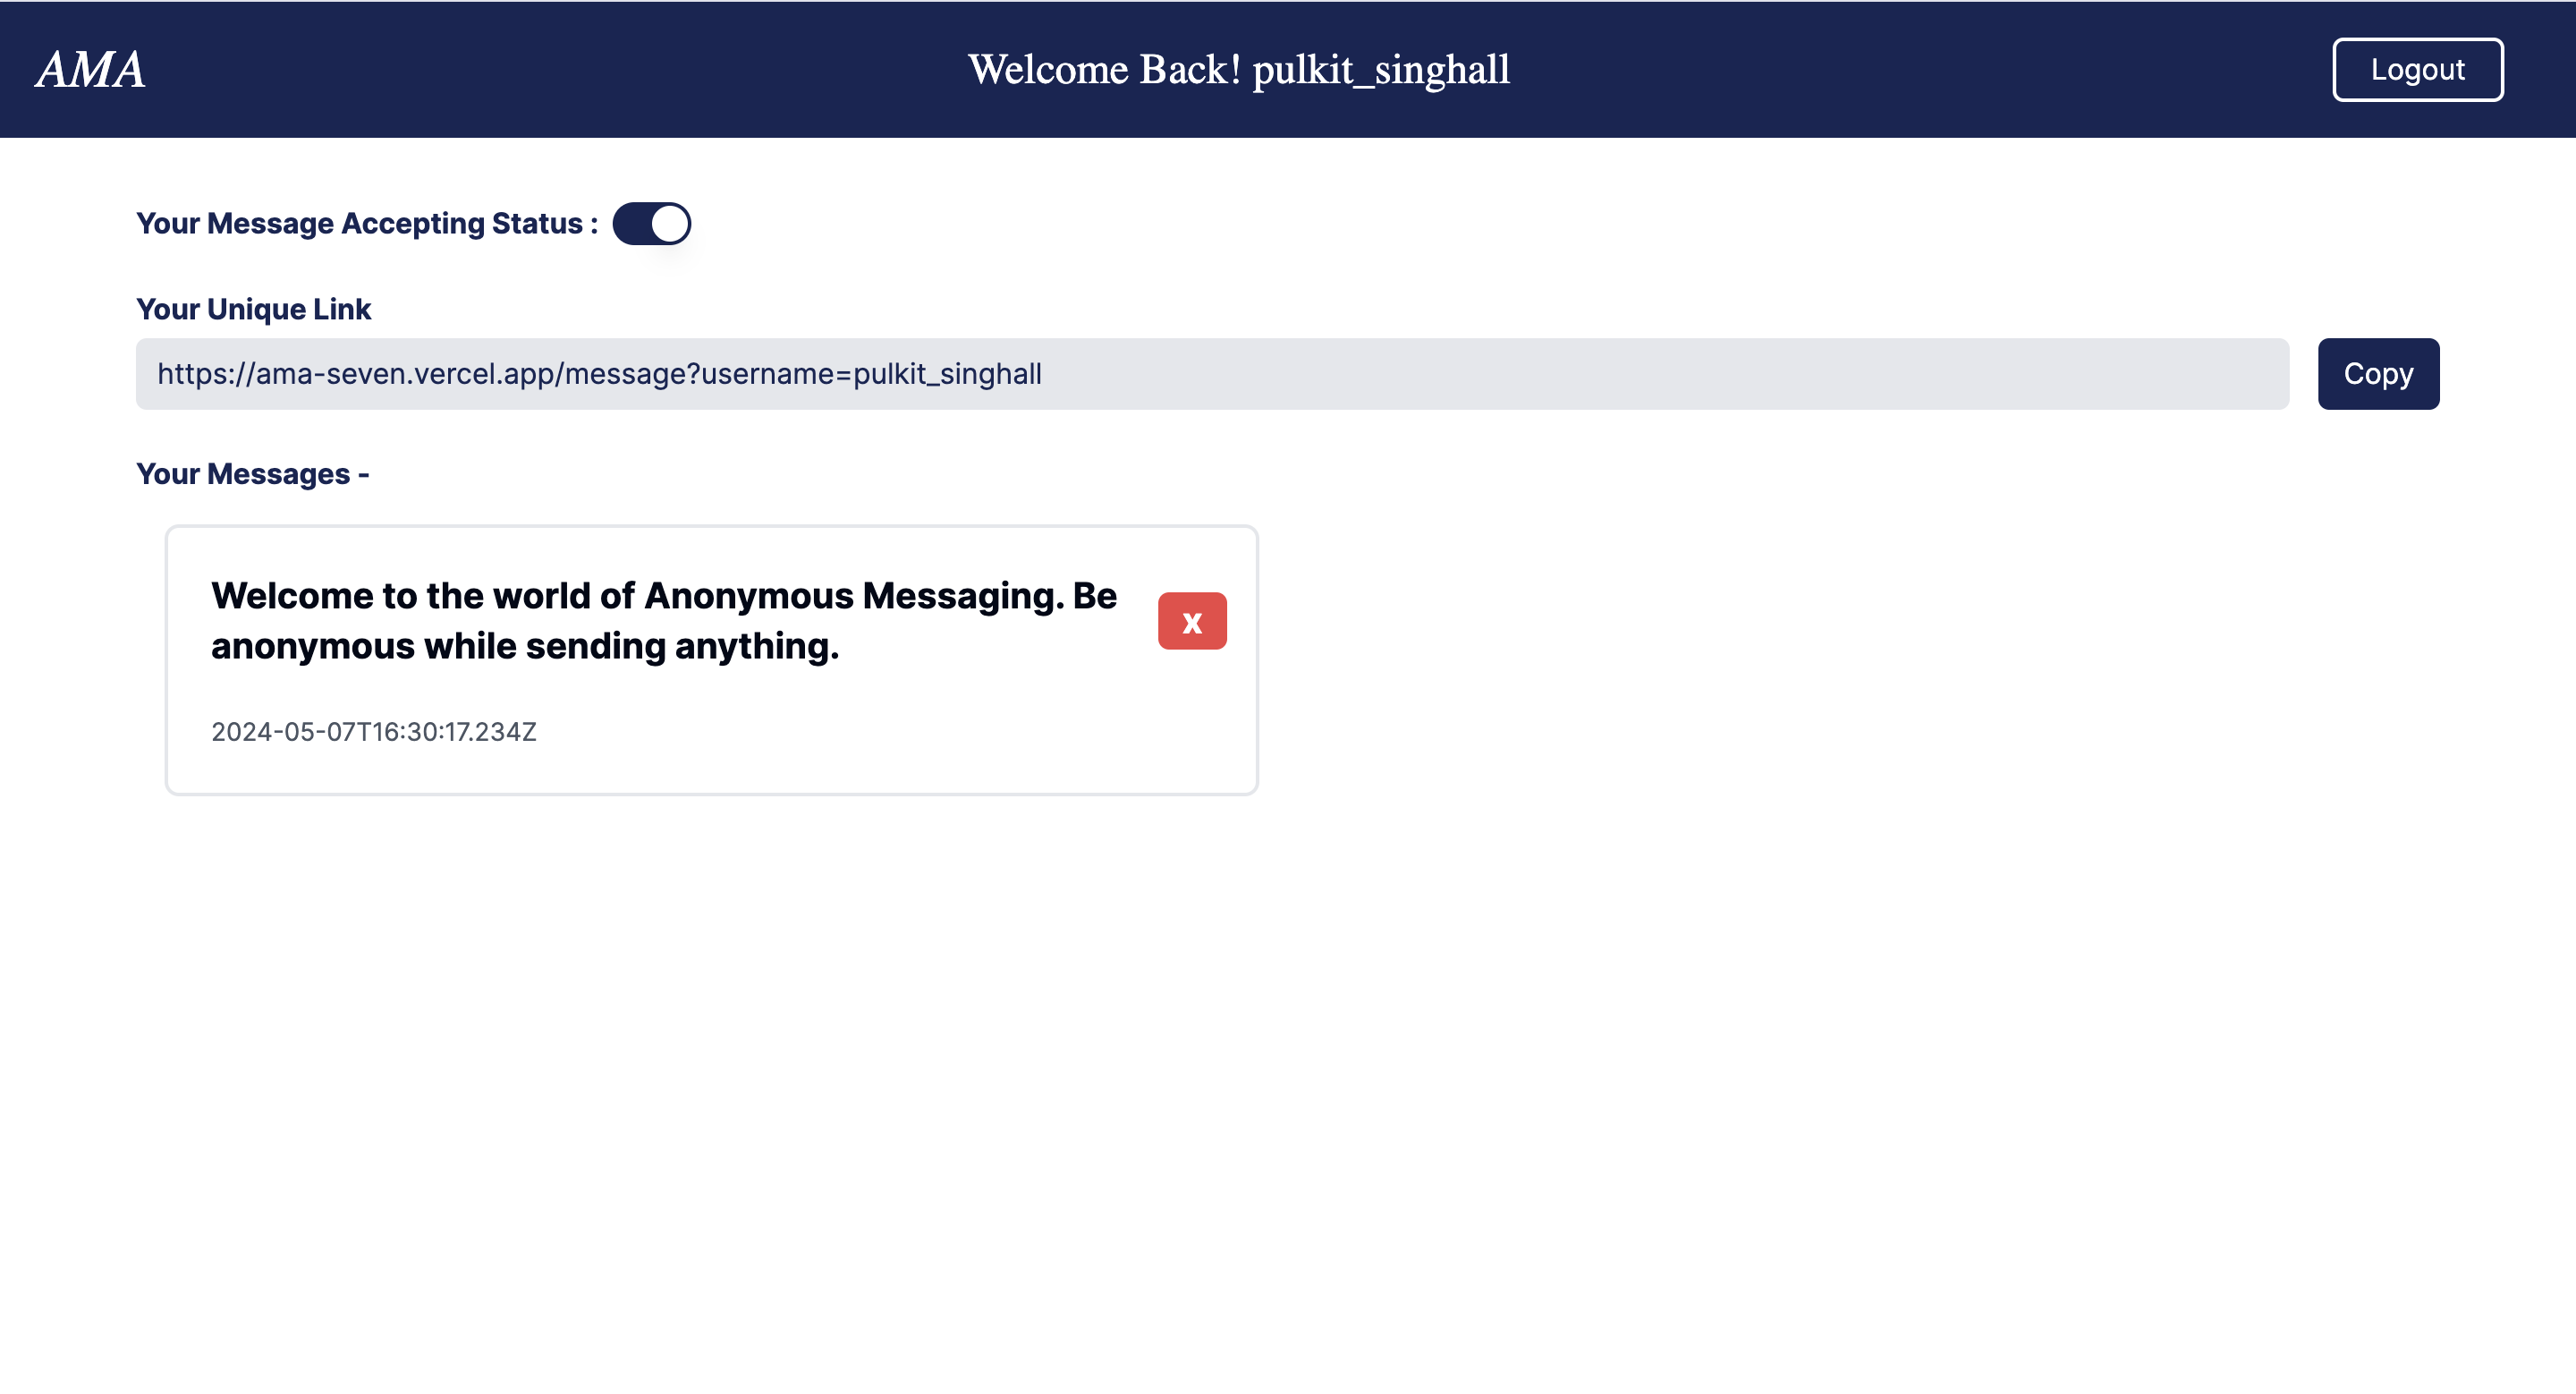 AMA
Welcome Back! pulkit_singhall
Logout
Your Message Accepting Status :
Your Unique Link
https://ama-seven.vercel.app/message?username=pulkit_singhall
Copy
Your Messages -
Welcome to the world of Anonymous Messaging. Be
anonymous while sending anything.
x
2024-05-07T16:30:17.234Z